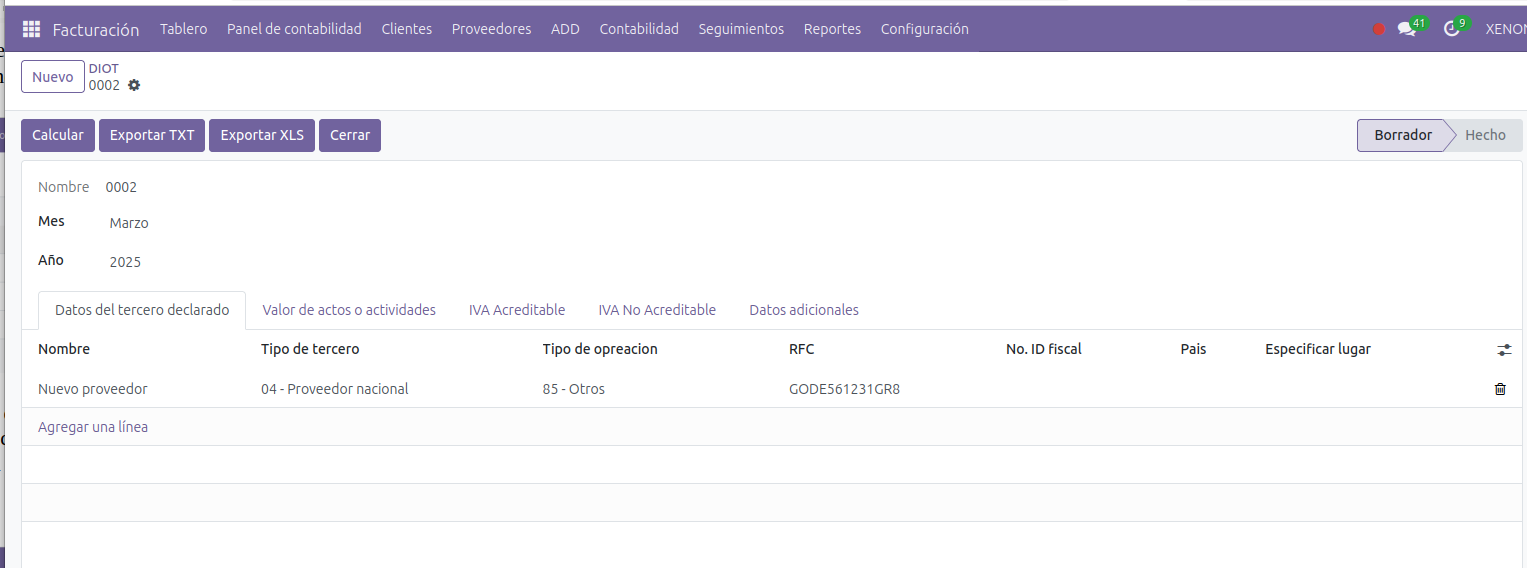 Facturación Tablero Panel de contabilidad Clientes Proveedores ADD Contabilidad Seguimientos Reportes Configuración 41 9 XENON
Nuevo DIOT
0002
Calcular Exportar TXT Exportar XLS Cerrar Borrador Hecho
Nombre 0002
Mes Marzo
Año 2025
Datos del tercero declarado Valor de actos o actividades IVA Acreditable IVA No Acreditable Datos adicionales
Nombre Tipo de tercero Tipo de opreacion RFC No. ID fiscal Pais Especificar lugar
Nuevo proveedor 04 - Proveedor nacional 85 - Otros GODE561231GR8
Agregar una línea